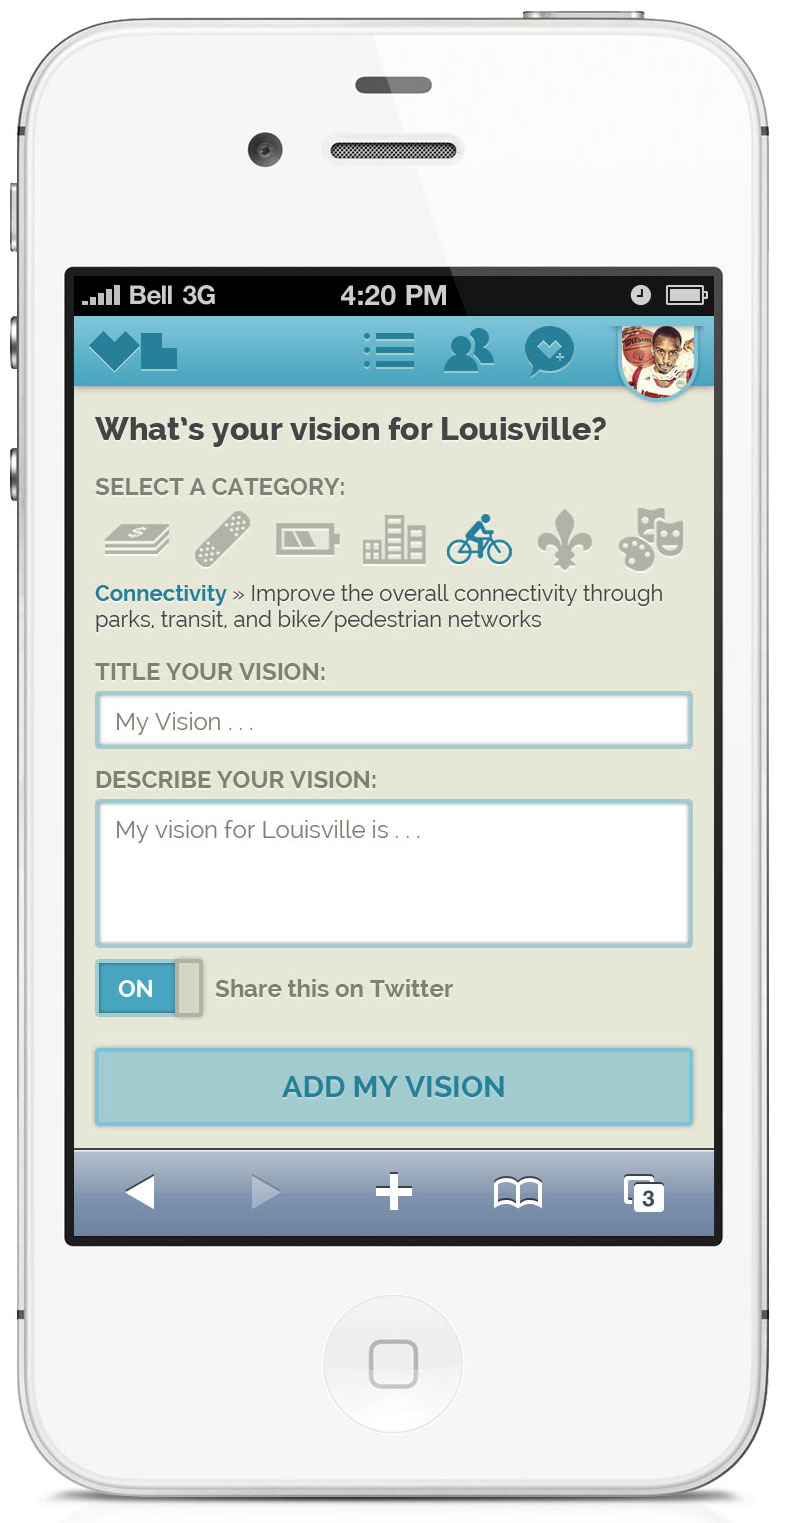 Bell 3G 4:20 PM
What's your vision for Louisville?
SELECT A CATEGORY:
$
Connectivity » Improve the overall connectivity through
parks, transit, and bike/pedestrian networks
TITLE YOUR VISION:
My Vision . . .
DESCRIBE YOUR VISION:
My vision for Louisville is . . .
ON Share this on Twitter
ADD MY VISION
3